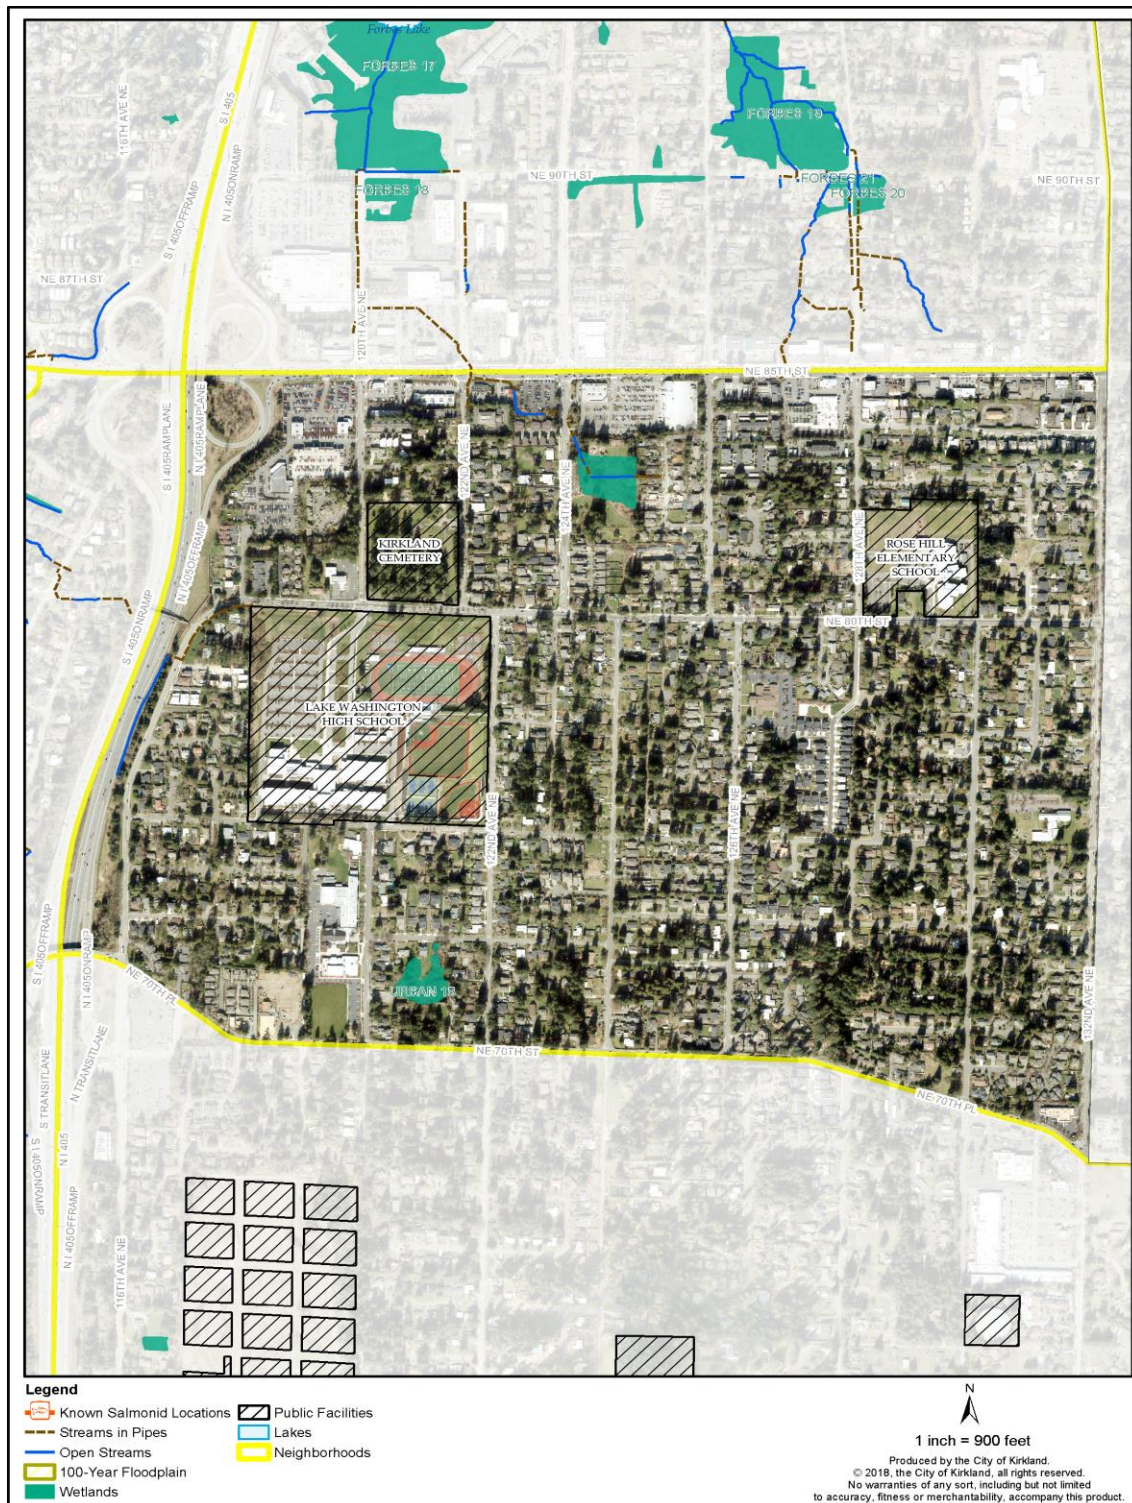 Forbes Lake
FORBES 17
FORBES 19
116TH AVE NE
S I 405
S I 405OFFRAMP
N I 405ONRAMP
NE 90TH ST
FORBES 18
FORBES 21
FORBES 20
NE 90TH ST
NE 87TH ST
120TH AVE NE
NE 85TH ST
S I 405RAMPLANE
N I 405RAMPLANE
122ND AVE NE
124TH AVE NE
N I 405OFFRAMP
S I 405ONRAMP
KIRKLAND
CEMETERY
128TH AVE NE
ROSE HILL
ELEMENTARY
SCHOOL
NE 80TH ST
LAKE WASHINGTON
HIGH SCHOOL
122ND AVE NE
126TH AVE NE
S I 405OFFRAMP
N I 405ONRAMP
NE 70TH PL
132ND AVE NE
NE 70TH ST
NE 70TH PL
N TRANSITLANE
S TRANSITLANE
S I 405ONRAMP
N I 405
N I 405OFFRAMP
116TH AVE NE
Legend
Known Salmonid Locations
Streams in Pipes
Open Streams
100-Year Floodplain
Wetlands
Public Facilities
Lakes
Neighborhoods
N
1 inch = 900 feet
Produced by the City of Kirkland.
© 2018, the City of Kirkland, all rights reserved.
No warranties of any sort, including but not limited
to accuracy, fitness or merchantability, accompany this product.